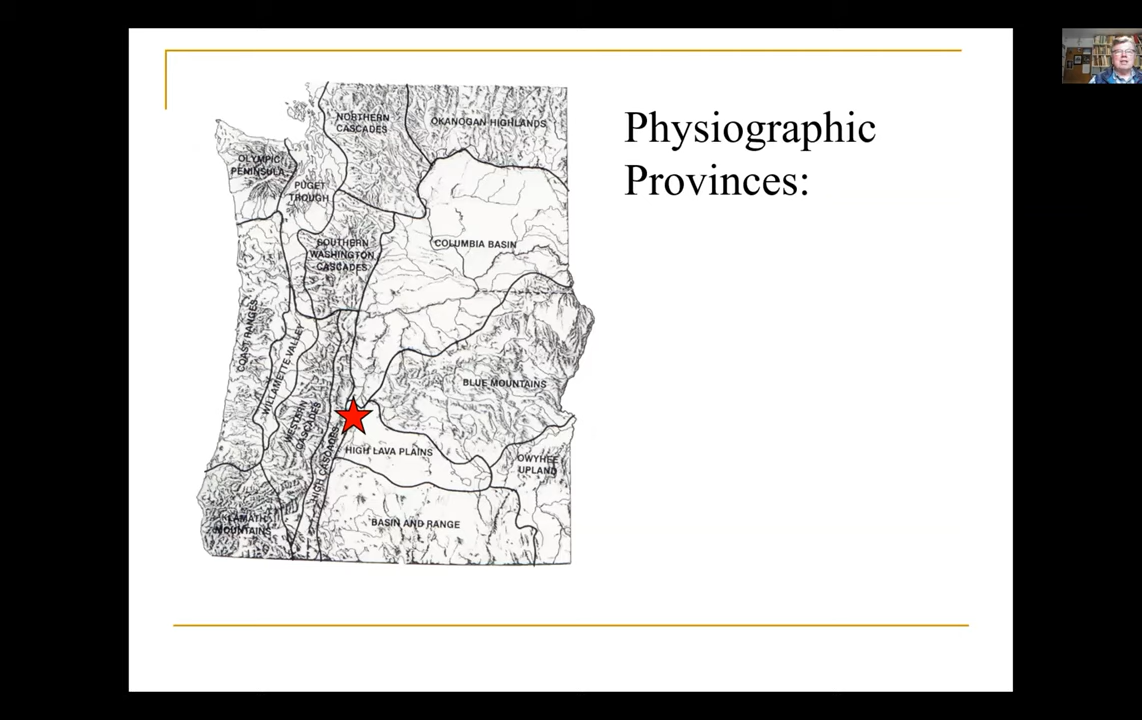 Physiographic
Provinces:
NORTHERN
CASCADES
OKANOGAN HIGHLANDS
OLYMPIC
PENINSULA
PUGET
TROUGH
SOUTHERN
WASHINGTON
CASCADES
COLUMBIA BASIN
COAST RANGES
WILLAMETTE VALLEY
WESTERN
CASCADES
HIGH CASCADES
BLUE MOUNTAINS
HIGH LAVA PLAINS
OWYHEE
UPLAND
KLAMATH
MOUNTAINS
BASIN AND RANGE